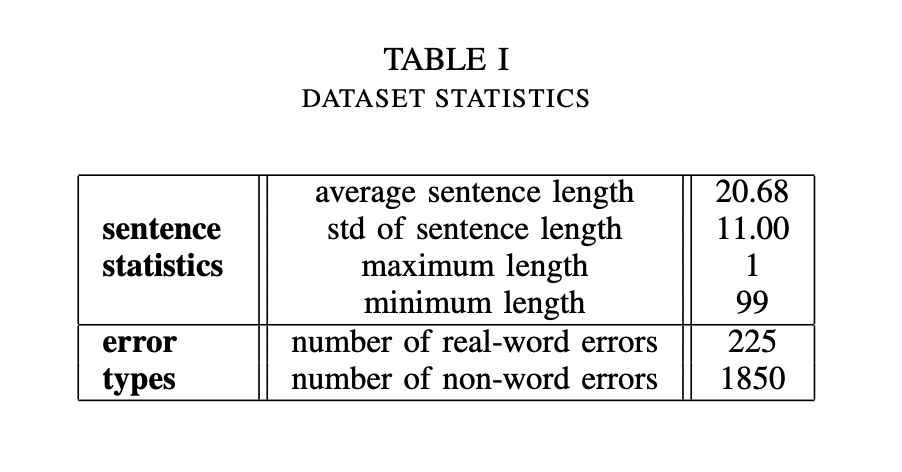 TABLE I
DATASET STATISTICS
average sentence length 20.68
sentence std of sentence length 11.00
statistics maximum length 1
minimum length 99
error number of real-word errors 225
types number of non-word errors 1850